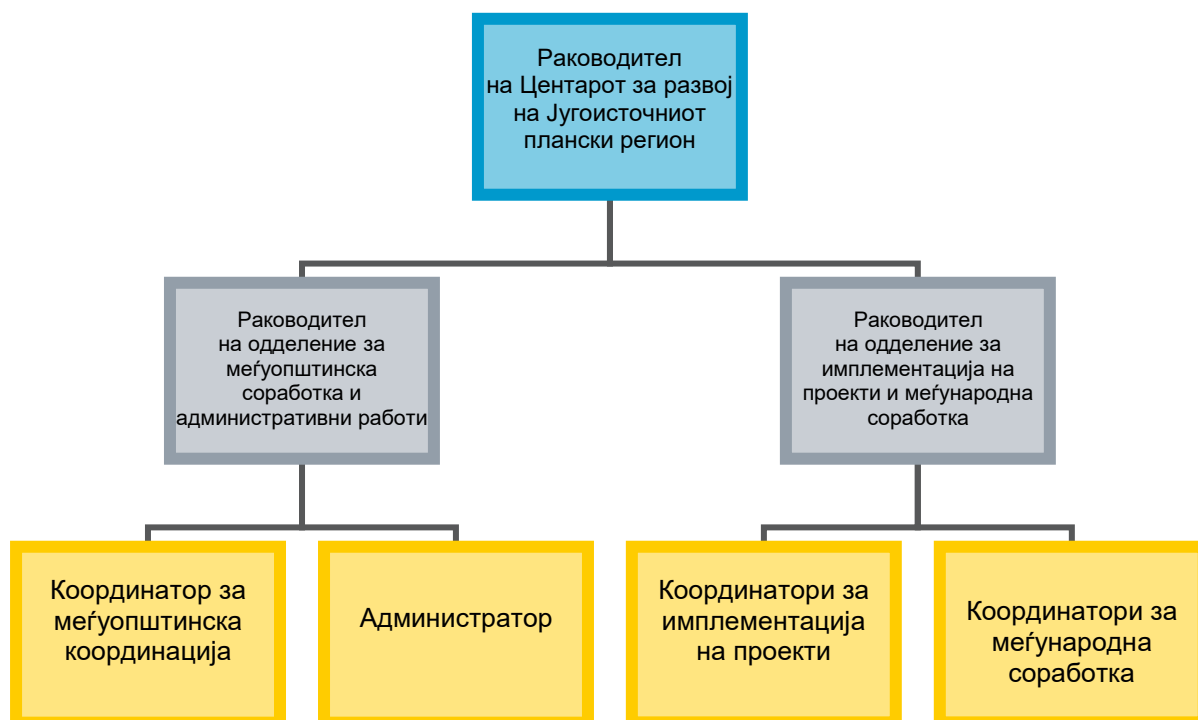 Раководител
на Центарот за развој
на Југоисточниот
плански регион
Раководител
на одделение за
меѓуопштинска
соработка и
административни работи
Раководител
на одделение за
имплементација на
проекти и меѓународна
соработка
Координатор за
меѓуопштинска
координација
Администратор
Координатори за
имплементација
на проекти
Координатори за
меѓународна
соработка